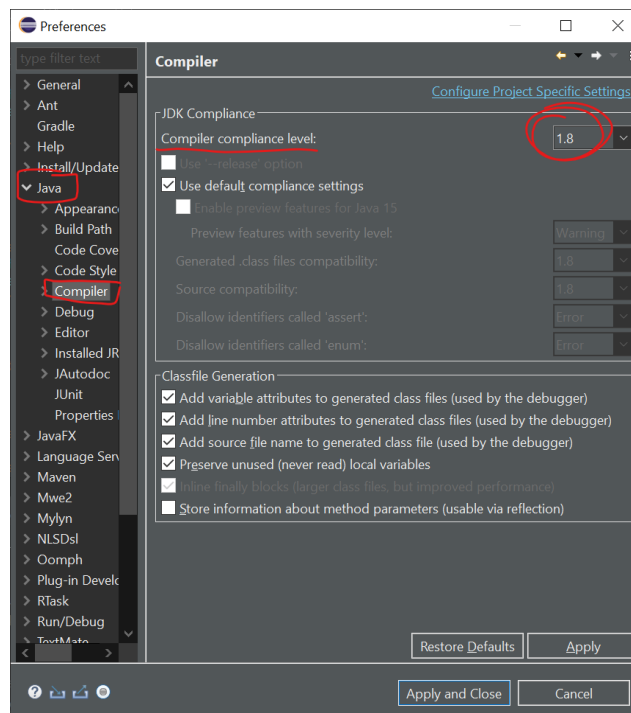 Preferences
type filter text
Compiler
General
Ant
Gradle
Help
Install/Update
Java
Appearanc
Build Path
Code Cove
Code Style
Compiler
Debug
Editor
Installed JR
JAutodoc
JUnit
Properties
JavaFX
Language Serv
Maven
Mwe2
Mylyn
NLSDsl
Oomph
Plug-in Develo
RTask
Run/Debug
TextMate
Configure Project Specific Settings
JDK Compliance
Compiler compliance level: 1.8
Use '--release' option
Use default compliance settings
Enable preview features for Java 15
Preview features with severity level: Warning
Generated .class files compatibility: 1.8
Source compatibility: 1.8
Disallow identifiers called 'assert': Error
Disallow identifiers called 'enum': Error
Classfile Generation
Add variable attributes to generated class files (used by the debugger)
Add line number attributes to generated class files (used by the debugger)
Add source file name to generated class file (used by the debugger)
Preserve unused (never read) local variables
Inline finally blocks (larger class files, but improved performance)
Store information about method parameters (usable via reflection)
Restore Defaults Apply
Apply and Close Cancel